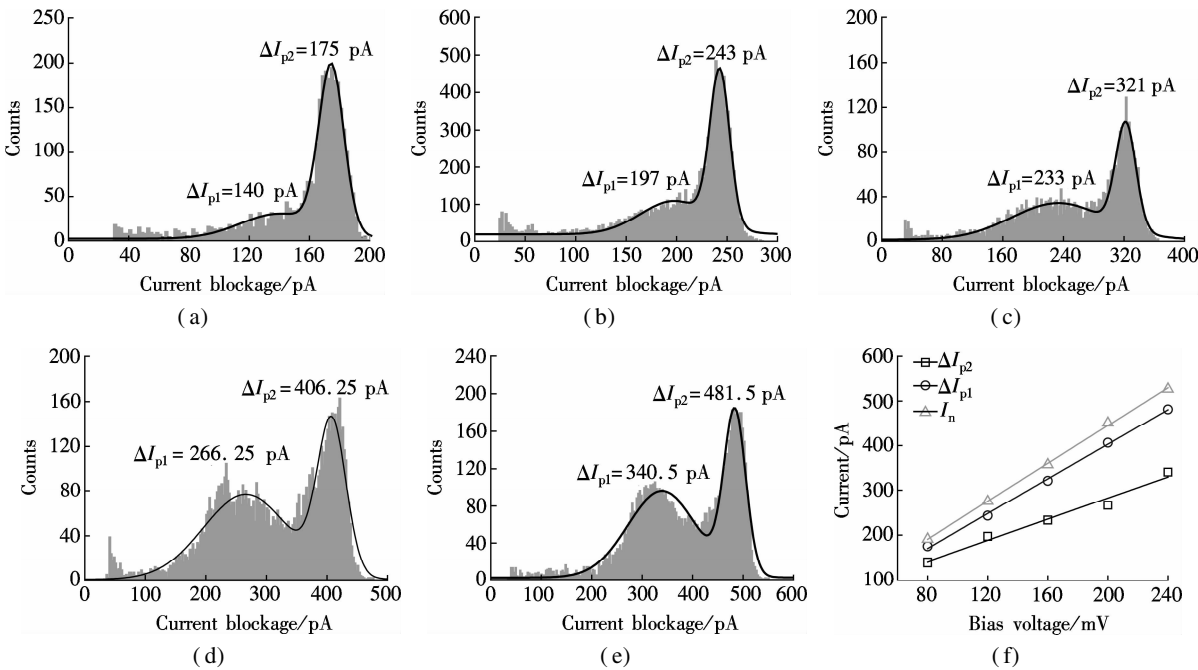 250
200
150
100
50
0
Counts
ΔIp2=175 pA
ΔIp1=140 pA
0 40 80 120 160 200
Current blockage/pA
(a)
600
500
400
300
200
100
0
Counts
ΔIp2=243 pA
ΔIp1=197 pA
0 50 100 150 200 250 300
Current blockage/pA
(b)
200
160
120
80
40
0
Counts
ΔIp2=321 pA
ΔIp1=233 pA
0 80 160 240 320 400
Current blockage/pA
(c)
200
160
120
80
40
0
Counts
ΔIp2=406.25 pA
ΔIp1=266.25 pA
0 100 200 300 400 500
Current blockage/pA
(d)
240
200
160
120
80
40
0
Counts
ΔIp2=481.5 pA
ΔIp1=340.5 pA
0 100 200 300 400 500 600
Current blockage/pA
(e)
600
500
400
300
200
100
Current/pA
ΔIp2
ΔIp1
In
80 120 160 200 240
Bias voltage/mV
(f)